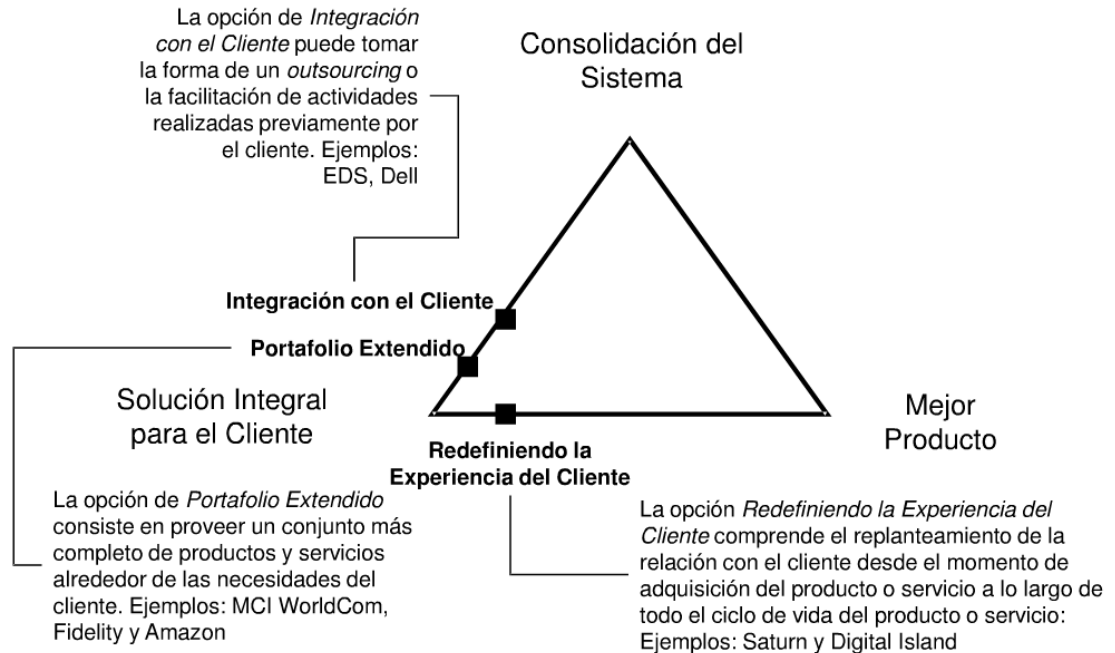 La opción de Integración
con el Cliente puede tomar
la forma de un outsourcing o
la facilitación de actividades
realizadas previamente por
el cliente. Ejemplos:
EDS, Dell
Consolidación del
Sistema
Integración con el Cliente
Portafolio Extendido
Solución Integral
para el Cliente
Mejor
Producto
Redefiniendo la
Experiencia del Cliente
La opción de Portafolio Extendido
consiste en proveer un conjunto más
completo de productos y servicios
alrededor de las necesidades del
cliente. Ejemplos: MCI WorldCom,
Fidelity y Amazon
La opción Redefiniendo la Experiencia del
Cliente comprende el replanteamiento de la
relación con el cliente desde el momento de
adquisición del producto o servicio a lo largo de
todo el ciclo de vida del producto o servicio:
Ejemplos: Saturn y Digital Island